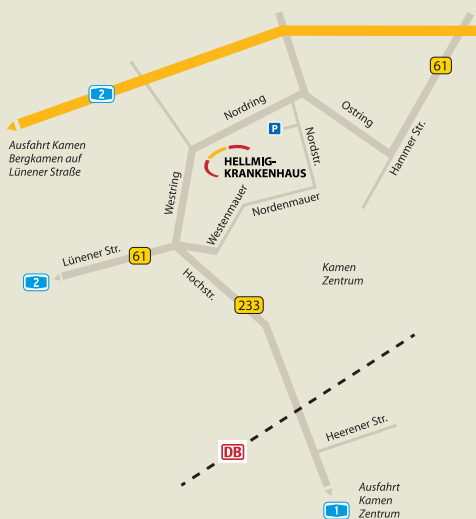 61
2
Nordring
Ostring
P
Nordstr.
Hammer Str.
Ausfahrt Kamen
Bergkamen auf
Lünener Straße
HELLMIG-
KRANKENHAUS
Westring
Westenmauer
Nordenmauer
Lünener Str.
61
2
Hochstr.
Kamen
Zentrum
233
Heerener Str.
DB
Ausfahrt
Kamen
Zentrum
1